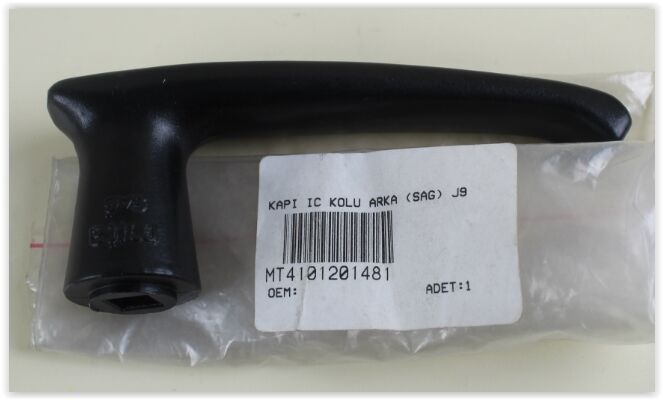 KAPI IC KOLU ARKA (SAG) J9
MT4101201481
OEM:
ADET:1